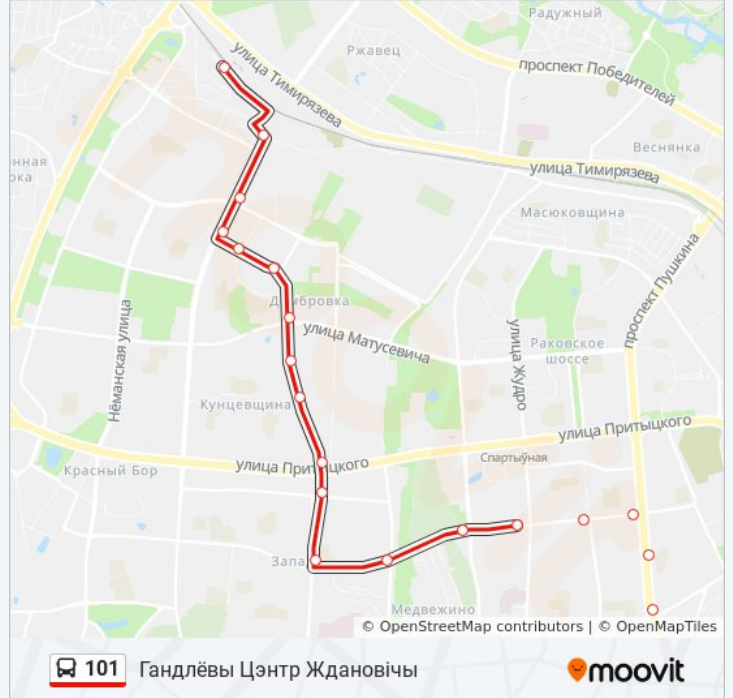 Радужный
улица Тимирязева
Ржавец
проспект Победителей
Веснянка
нная
ока
улица Тимирязева
Масюковщина
проспект Пушкина
Домбровка
улица Матусевича
улица Жудро
Раковское
шоссе
Нёманская улица
Кунцевщина
улица Притыцкого
улица Притыцкого
Спартыўная
Красный Бор
Запа
Медвежино
© OpenStreetMap contributors | © OpenMapTiles
101 Гандлёвы Цэнтр Ждановічы
moovit